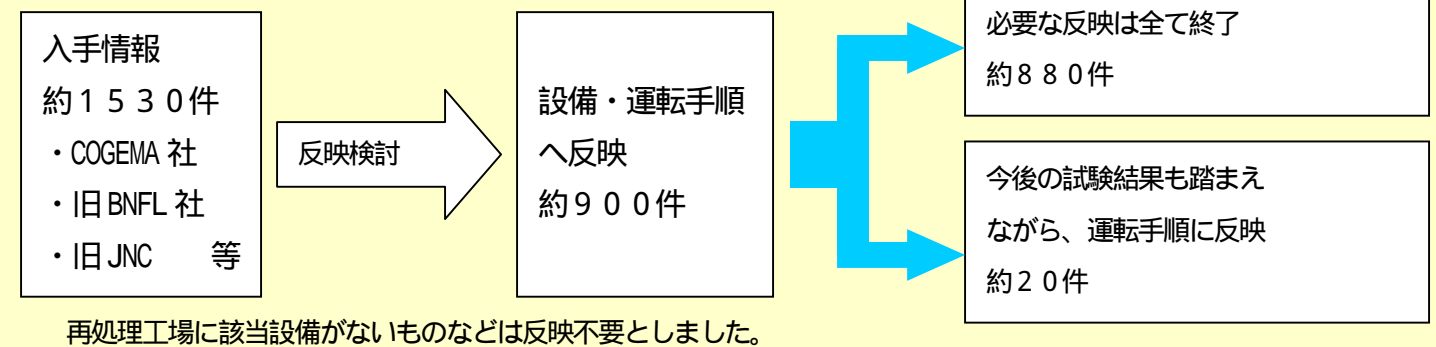 入手情報
約１５３０件
・COGEMA 社
・旧 BNFL 社
・旧 JNC　　等
反映検討
設備・運転手順
へ反映
約９００件
必要な反映は全て終了
約８８０件
今後の試験結果も踏まえ
ながら、運転手順に反映
約２０件
再処理工場に該当設備がないものなどは反映不要としました。